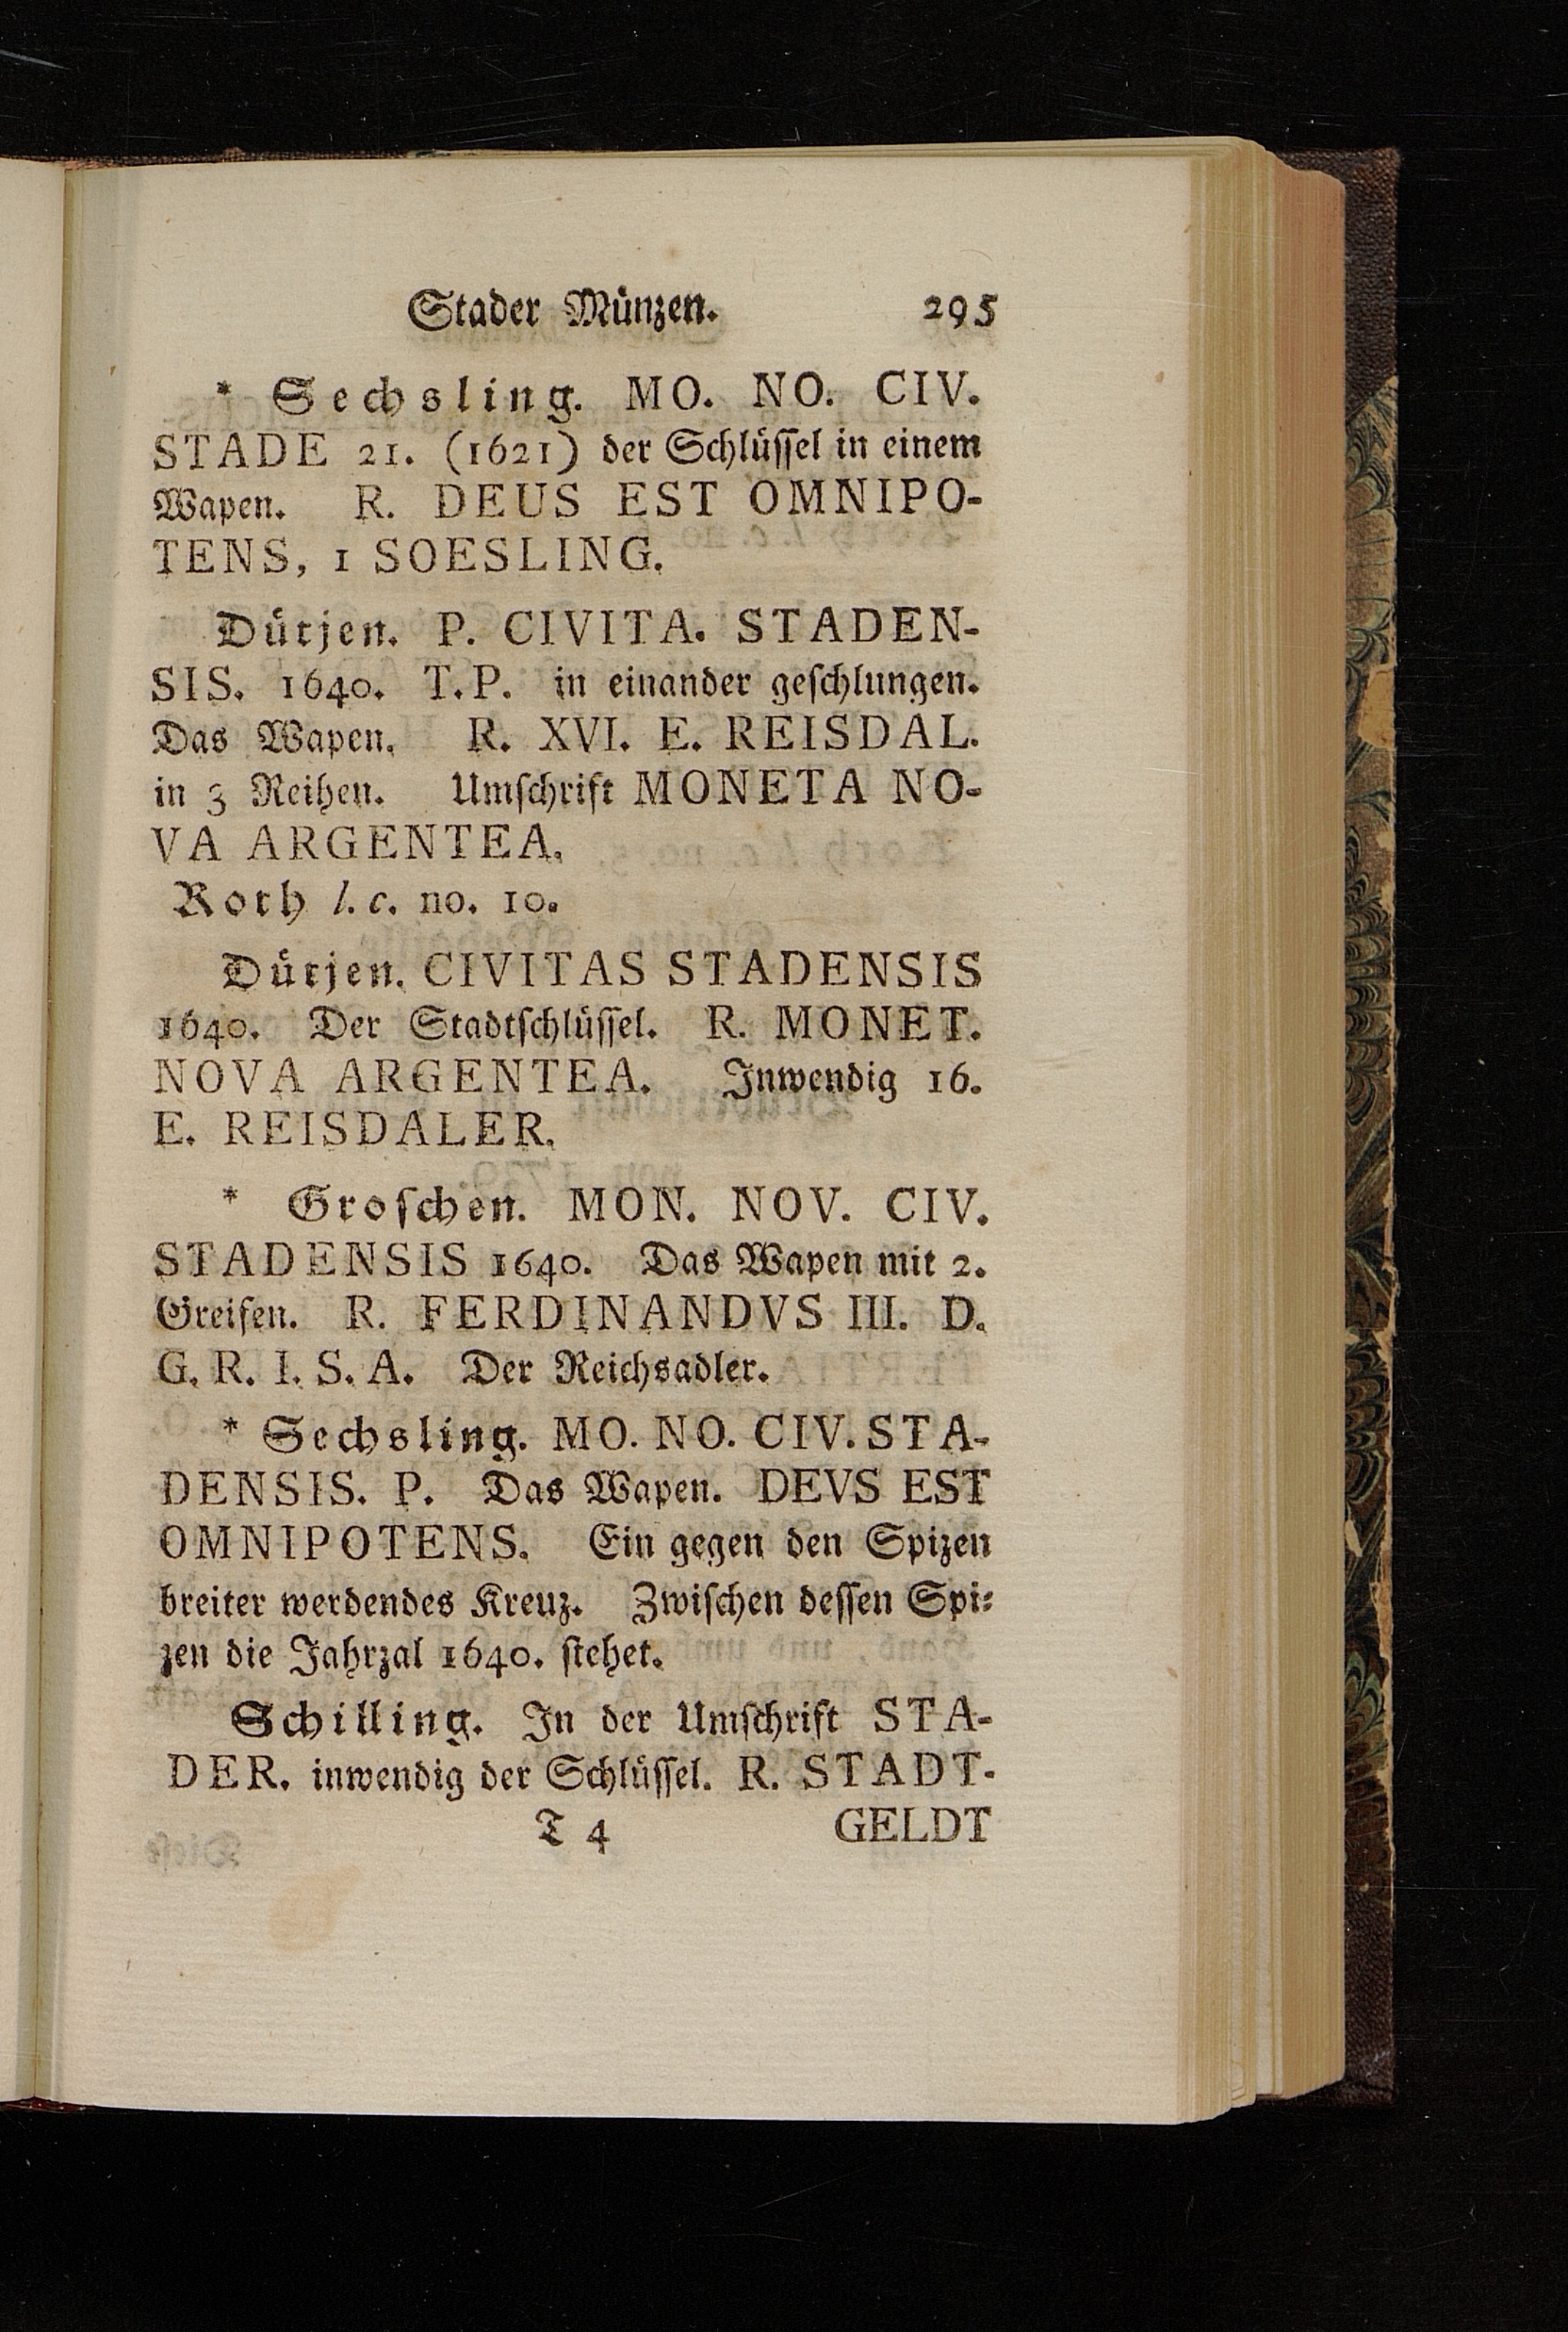 Stader Münzen. 295
* Sechsling. MO. NO. CIV.
STADE 21. (1621) der Schlüſſel in einem
Wapen. R. DEUS EST OMNIPO-
TENS, 1 SOESLING.
Dütjen. P. CIVITA. STADEN-
SIS. 1640. T.P. in einander geſchlungen.
Das Wapen. R. XVI. E. REISDAL.
in 3 Reihen. Umſchrift MONETA NO-
VA ARGENTEA.
Roth l. c. no. 10.
Dütjen. CIVITAS STADENSIS
1640. Der Stadtſchlüſſel. R. MONET.
NOVA ARGENTEA. Inwendig 16.
E. REISDALER.
* Groſchen. MON. NOV. CIV.
STADENSIS 1640. Das Wapen mit 2.
Greifen. R. FERDINANDVS III. D.
G. R. I. S. A. Der Reichsadler.
* Sechsling. MO. NO. CIV. STA-
DENSIS. P. Das Wapen. DEVS EST
OMNIPOTENS. Ein gegen den Spizen
breiter werdendes Kreuz. Zwiſchen deſſen Spi-
zen die Jahrzal 1640. ſtehet.
Schilling. In der Umſchrift STA-
DER. inwendig der Schlüſſel. R. STADT-
T 4 GELDT